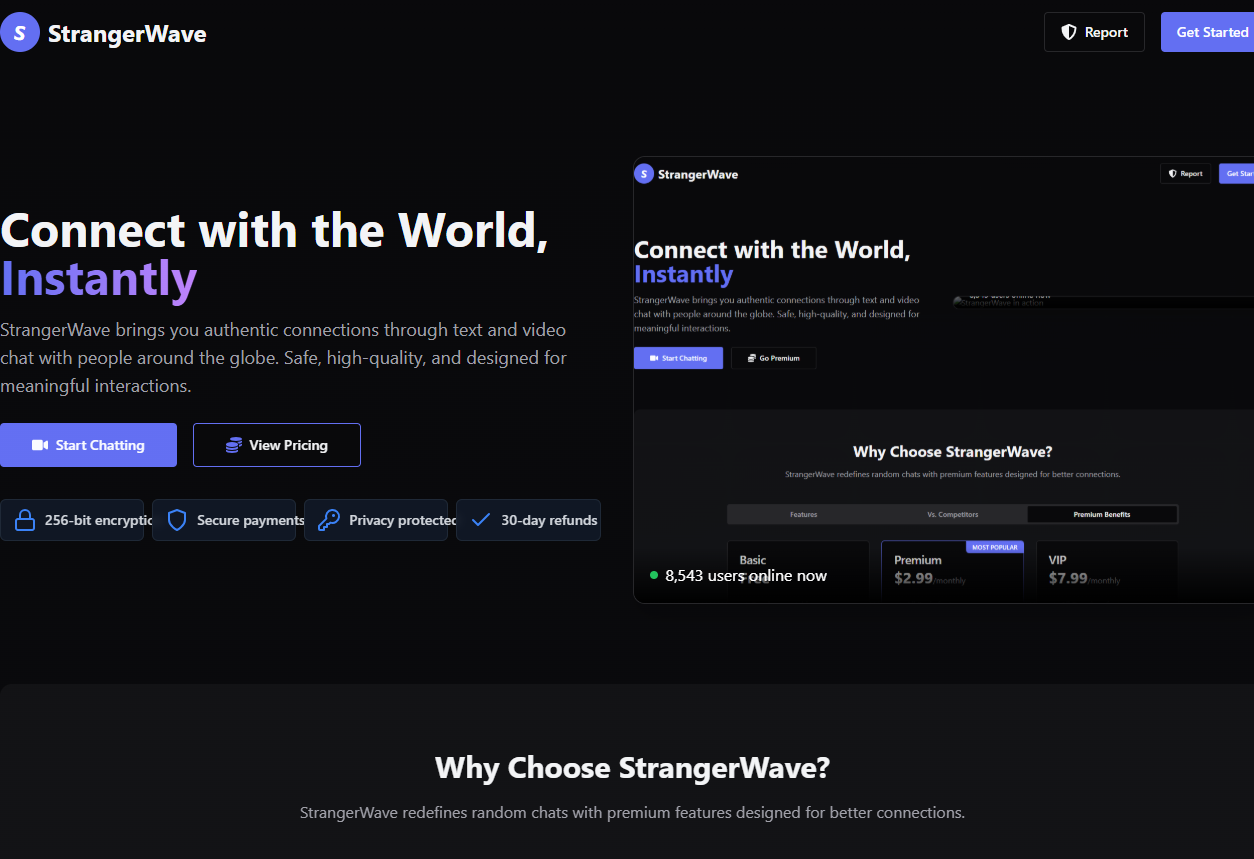 S StrangerWave
Report
Get Started
Connect with the World,
Instantly
StrangerWave brings you authentic connections through text and video
chat with people around the globe. Safe, high-quality, and designed for
meaningful interactions.
Start Chatting
View Pricing
256-bit encryptic
Secure payments
Privacy protected
30-day refunds
S StrangerWave
Report
Get Star
Connect with the World,
Instantly
StrangerWave brings you authentic connections through text and video
chat with people around the globe. Safe, high-quality, and designed for
meaningful interactions.
StrangerWave in action
Start Chatting
Go Premium
Why Choose StrangerWave?
StrangerWave redefines random chats with premium features designed for better connections.
Features
Vs. Competitors
Premium Benefits
MOST POPULAR
Basic
Free
Premium
$2.99/monthly
VIP
$7.99/monthly
8,543 users online now
Why Choose StrangerWave?
StrangerWave redefines random chats with premium features designed for better connections.